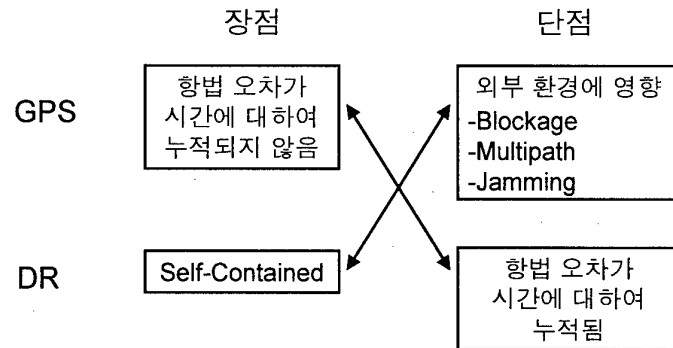 장점
단점
GPS
항법 오차가
시간에 대하여
누적되지 않음
외부 환경에 영향
-Blockage
-Multipath
-Jamming
DR
Self-Contained
항법 오차가
시간에 대하여
누적됨